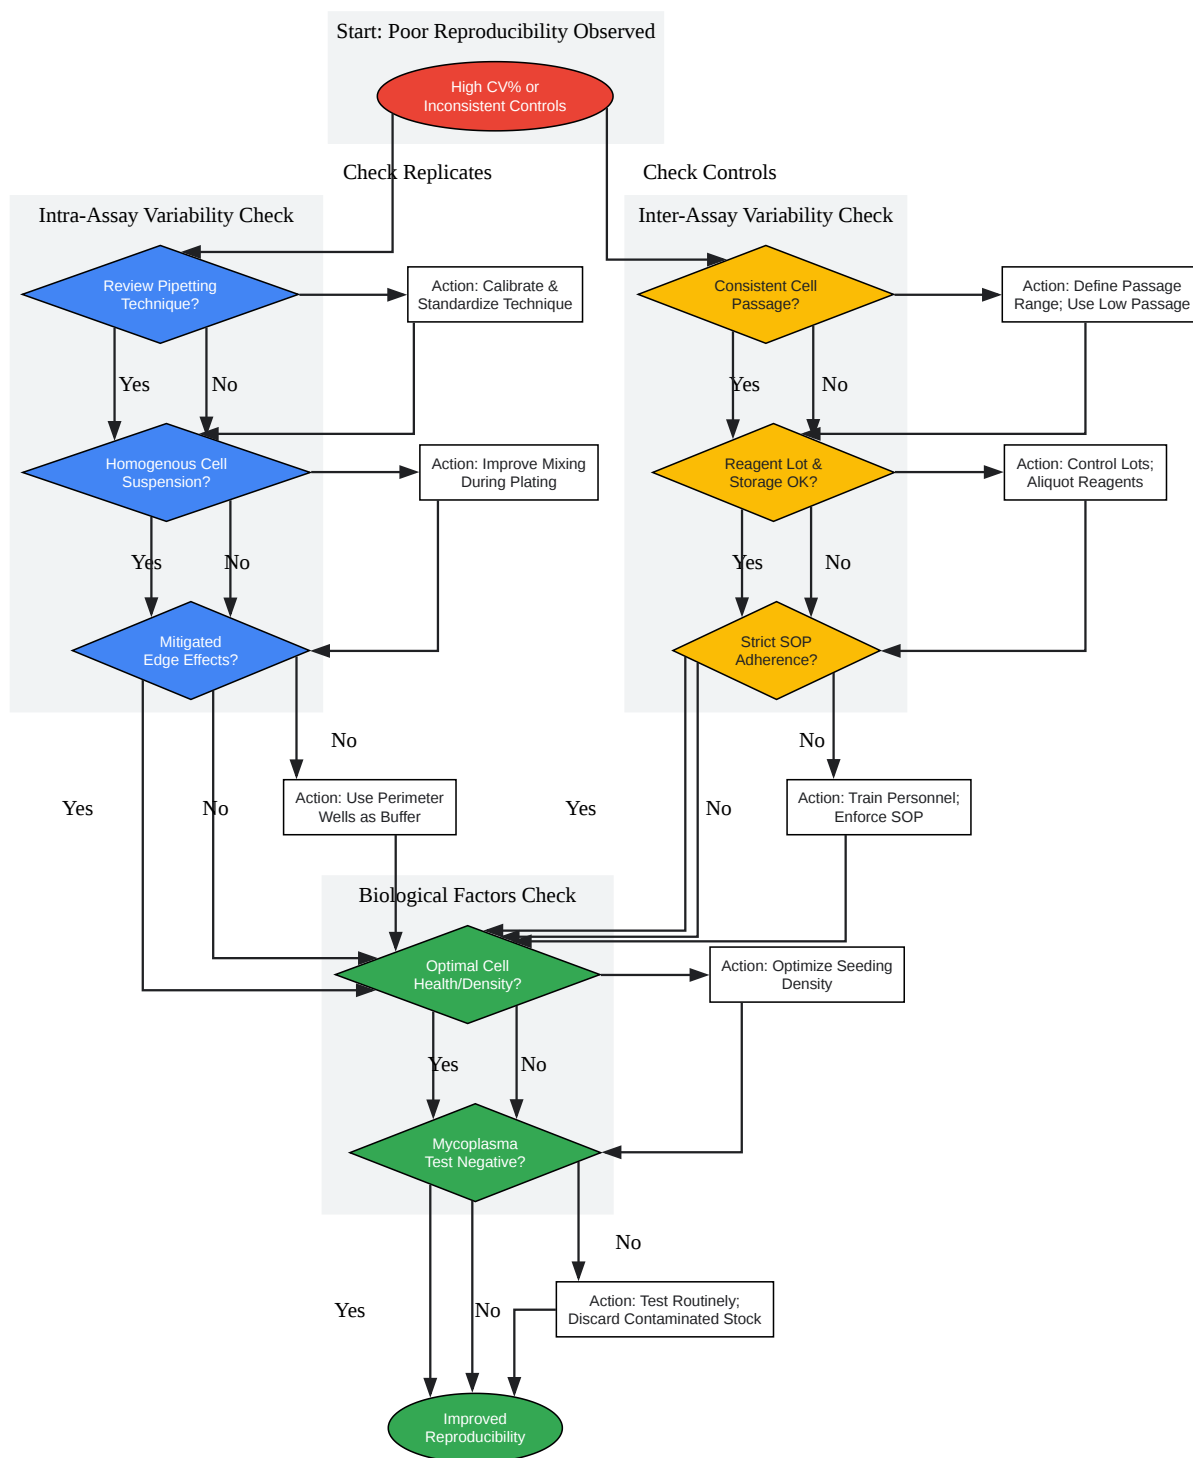 Start: Poor Reproducibility Observed
High CV% or
Inconsistent Controls
Check Replicates
Check Controls
Intra-Assay Variability Check
Inter-Assay Variability Check
Review Pipetting
Technique?
Action: Calibrate &
Standardize Technique
Consistent Cell
Passage?
Action: Define Passage
Range; Use Low Passage
Yes
No
Yes
No
Homogenous Cell
Suspension?
Action: Improve Mixing
During Plating
Reagent Lot &
Storage OK?
Action: Control Lots;
Aliquot Reagents
Yes
No
Yes
No
Mitigated
Edge Effects?
Strict SOP
Adherence?
No
No
Yes
No
Action: Use Perimeter
Wells as Buffer
Yes
No
Action: Train Personnel;
Enforce SOP
Biological Factors Check
Optimal Cell
Health/Density?
Action: Optimize Seeding
Density
Yes
No
Mycoplasma
Test Negative?
No
Yes
No
Action: Test Routinely;
Discard Contaminated Stock
Improved
Reproducibility